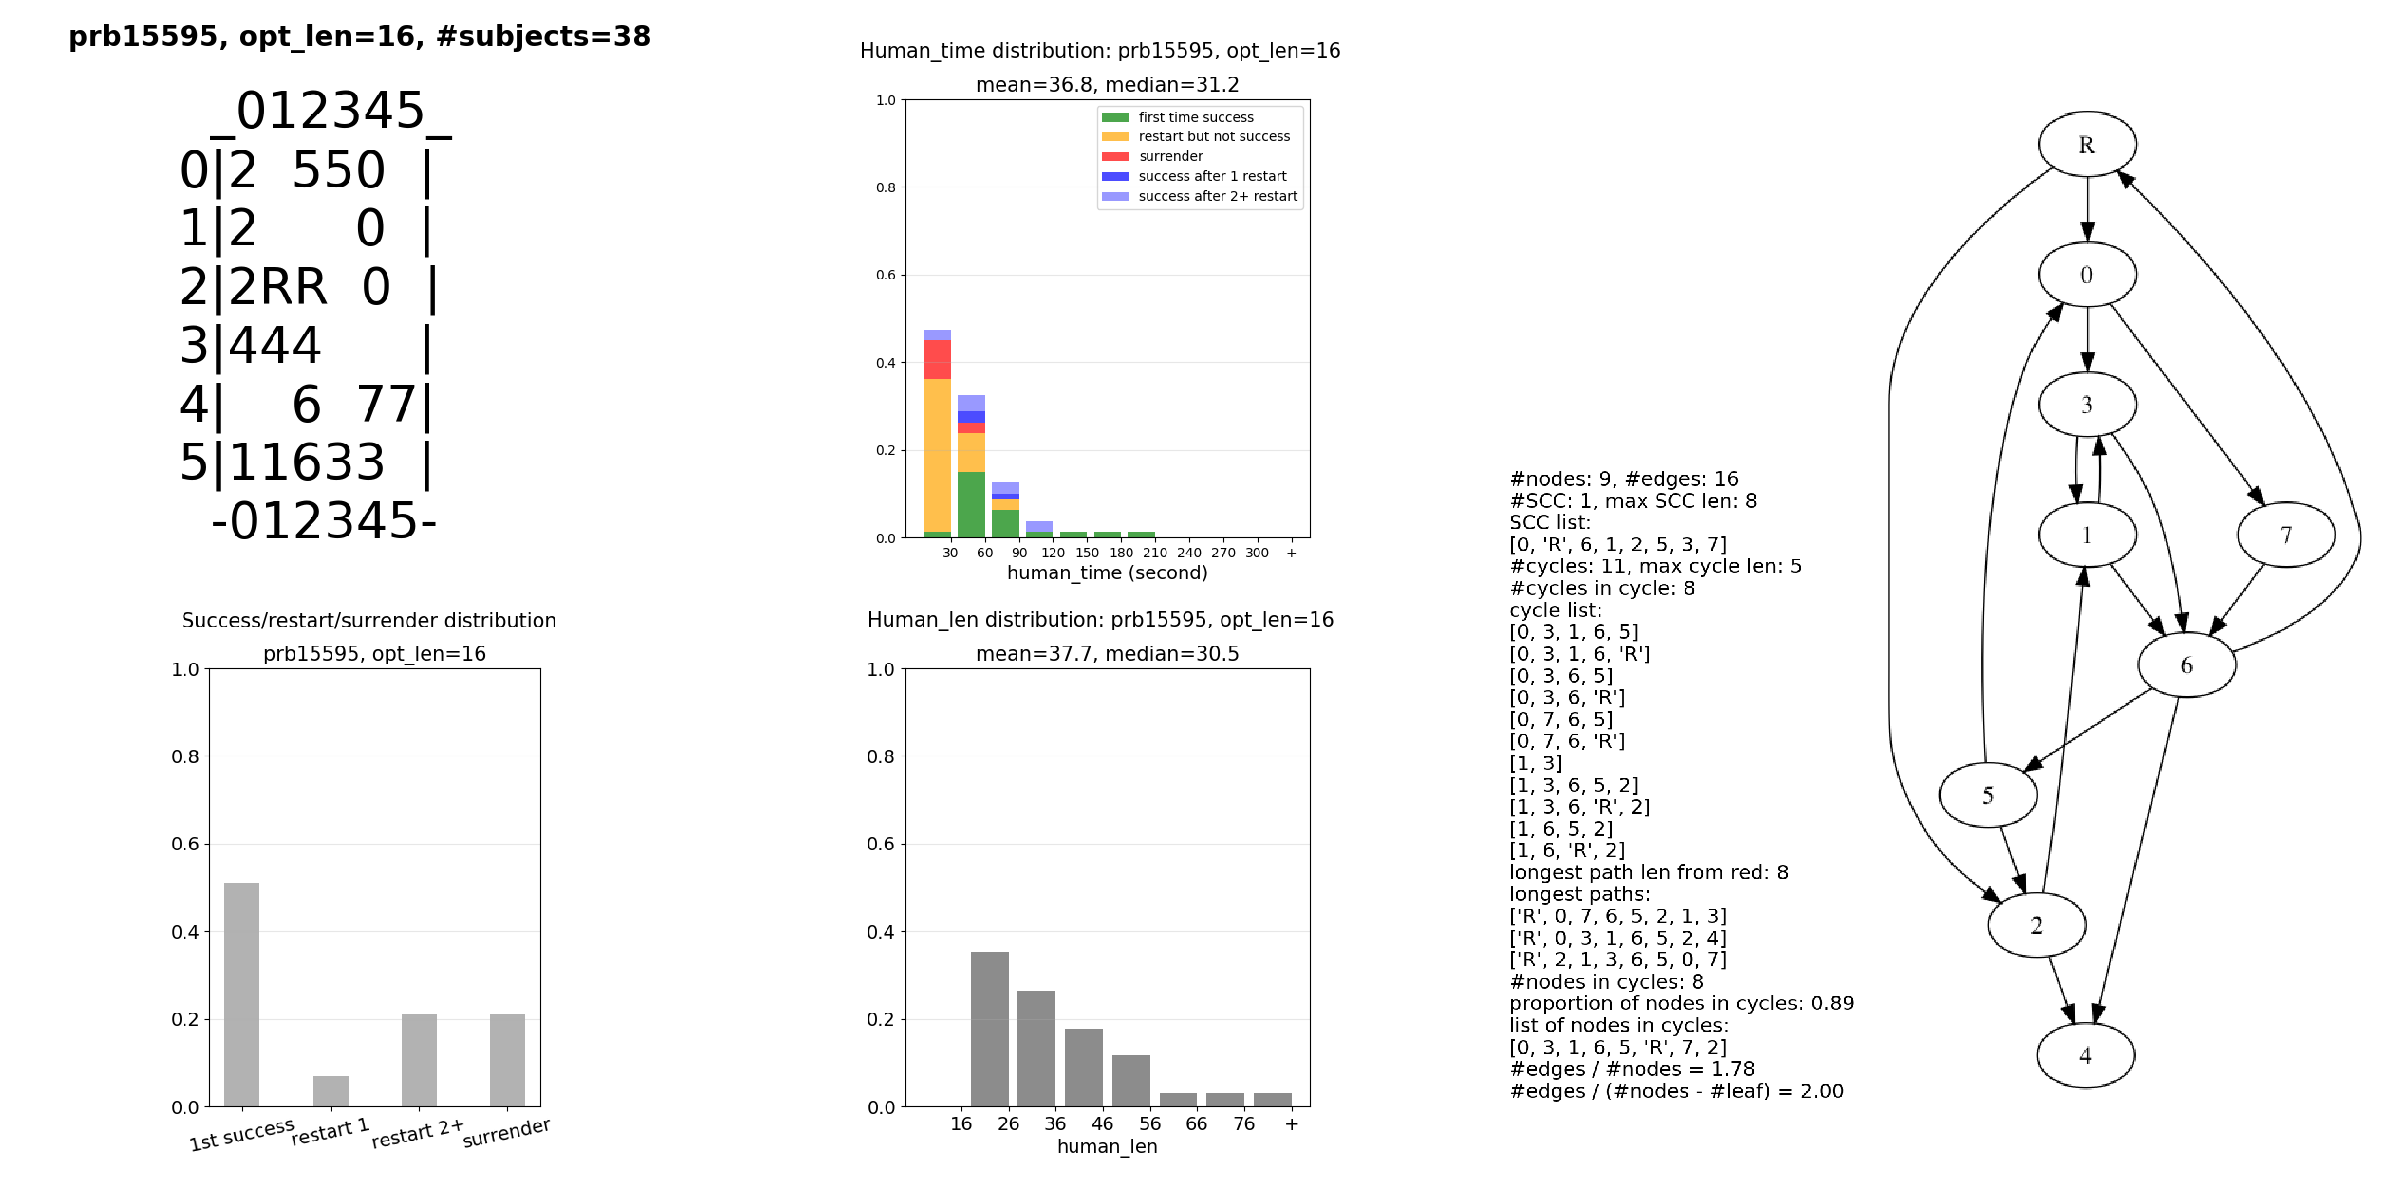 prb15595, opt_len=16, #subjects=38
_012345_
0|2  550  |
1|2      0  |
2|2RR  0  |
3|444      |
4|    6  77|
5|11633  |
-012345-
Human_time distribution: prb15595, opt_len=16
mean=36.8, median=31.2
1.0
0.8
0.6
0.4
0.2
0.0
first time success
restart but not success
surrender
success after 1 restart
success after 2+ restart
30 60 90 120 150 180 210 240 270 300 +
human_time (second)
Success/restart/surrender distribution
prb15595, opt_len=16
1.0
0.8
0.6
0.4
0.2
0.0
1st success restart 1 restart 2+ surrender
Human_len distribution: prb15595, opt_len=16
mean=37.7, median=30.5
1.0
0.8
0.6
0.4
0.2
0.0
16 26 36 46 56 66 76 +
human_len
#nodes: 9, #edges: 16
#SCC: 1, max SCC len: 8
SCC list:
[0, 'R', 6, 1, 2, 5, 3, 7]
#cycles: 11, max cycle len: 5
#cycles in cycle: 8
cycle list:
[0, 3, 1, 6, 5]
[0, 3, 1, 6, 'R']
[0, 3, 6, 5]
[0, 3, 6, 'R']
[0, 7, 6, 5]
[0, 7, 6, 'R']
[1, 3]
[1, 3, 6, 5, 2]
[1, 3, 6, 'R', 2]
[1, 6, 5, 2]
[1, 6, 'R', 2]
longest path len from red: 8
longest paths:
['R', 0, 7, 6, 5, 2, 1, 3]
['R', 0, 3, 1, 6, 5, 2, 4]
['R', 2, 1, 3, 6, 5, 0, 7]
#nodes in cycles: 8
proportion of nodes in cycles: 0.89
list of nodes in cycles:
[0, 3, 1, 6, 5, 'R', 7, 2]
#edges / #nodes = 1.78
#edges / (#nodes - #leaf) = 2.00
R
0
3
1
7
6
5
2
4